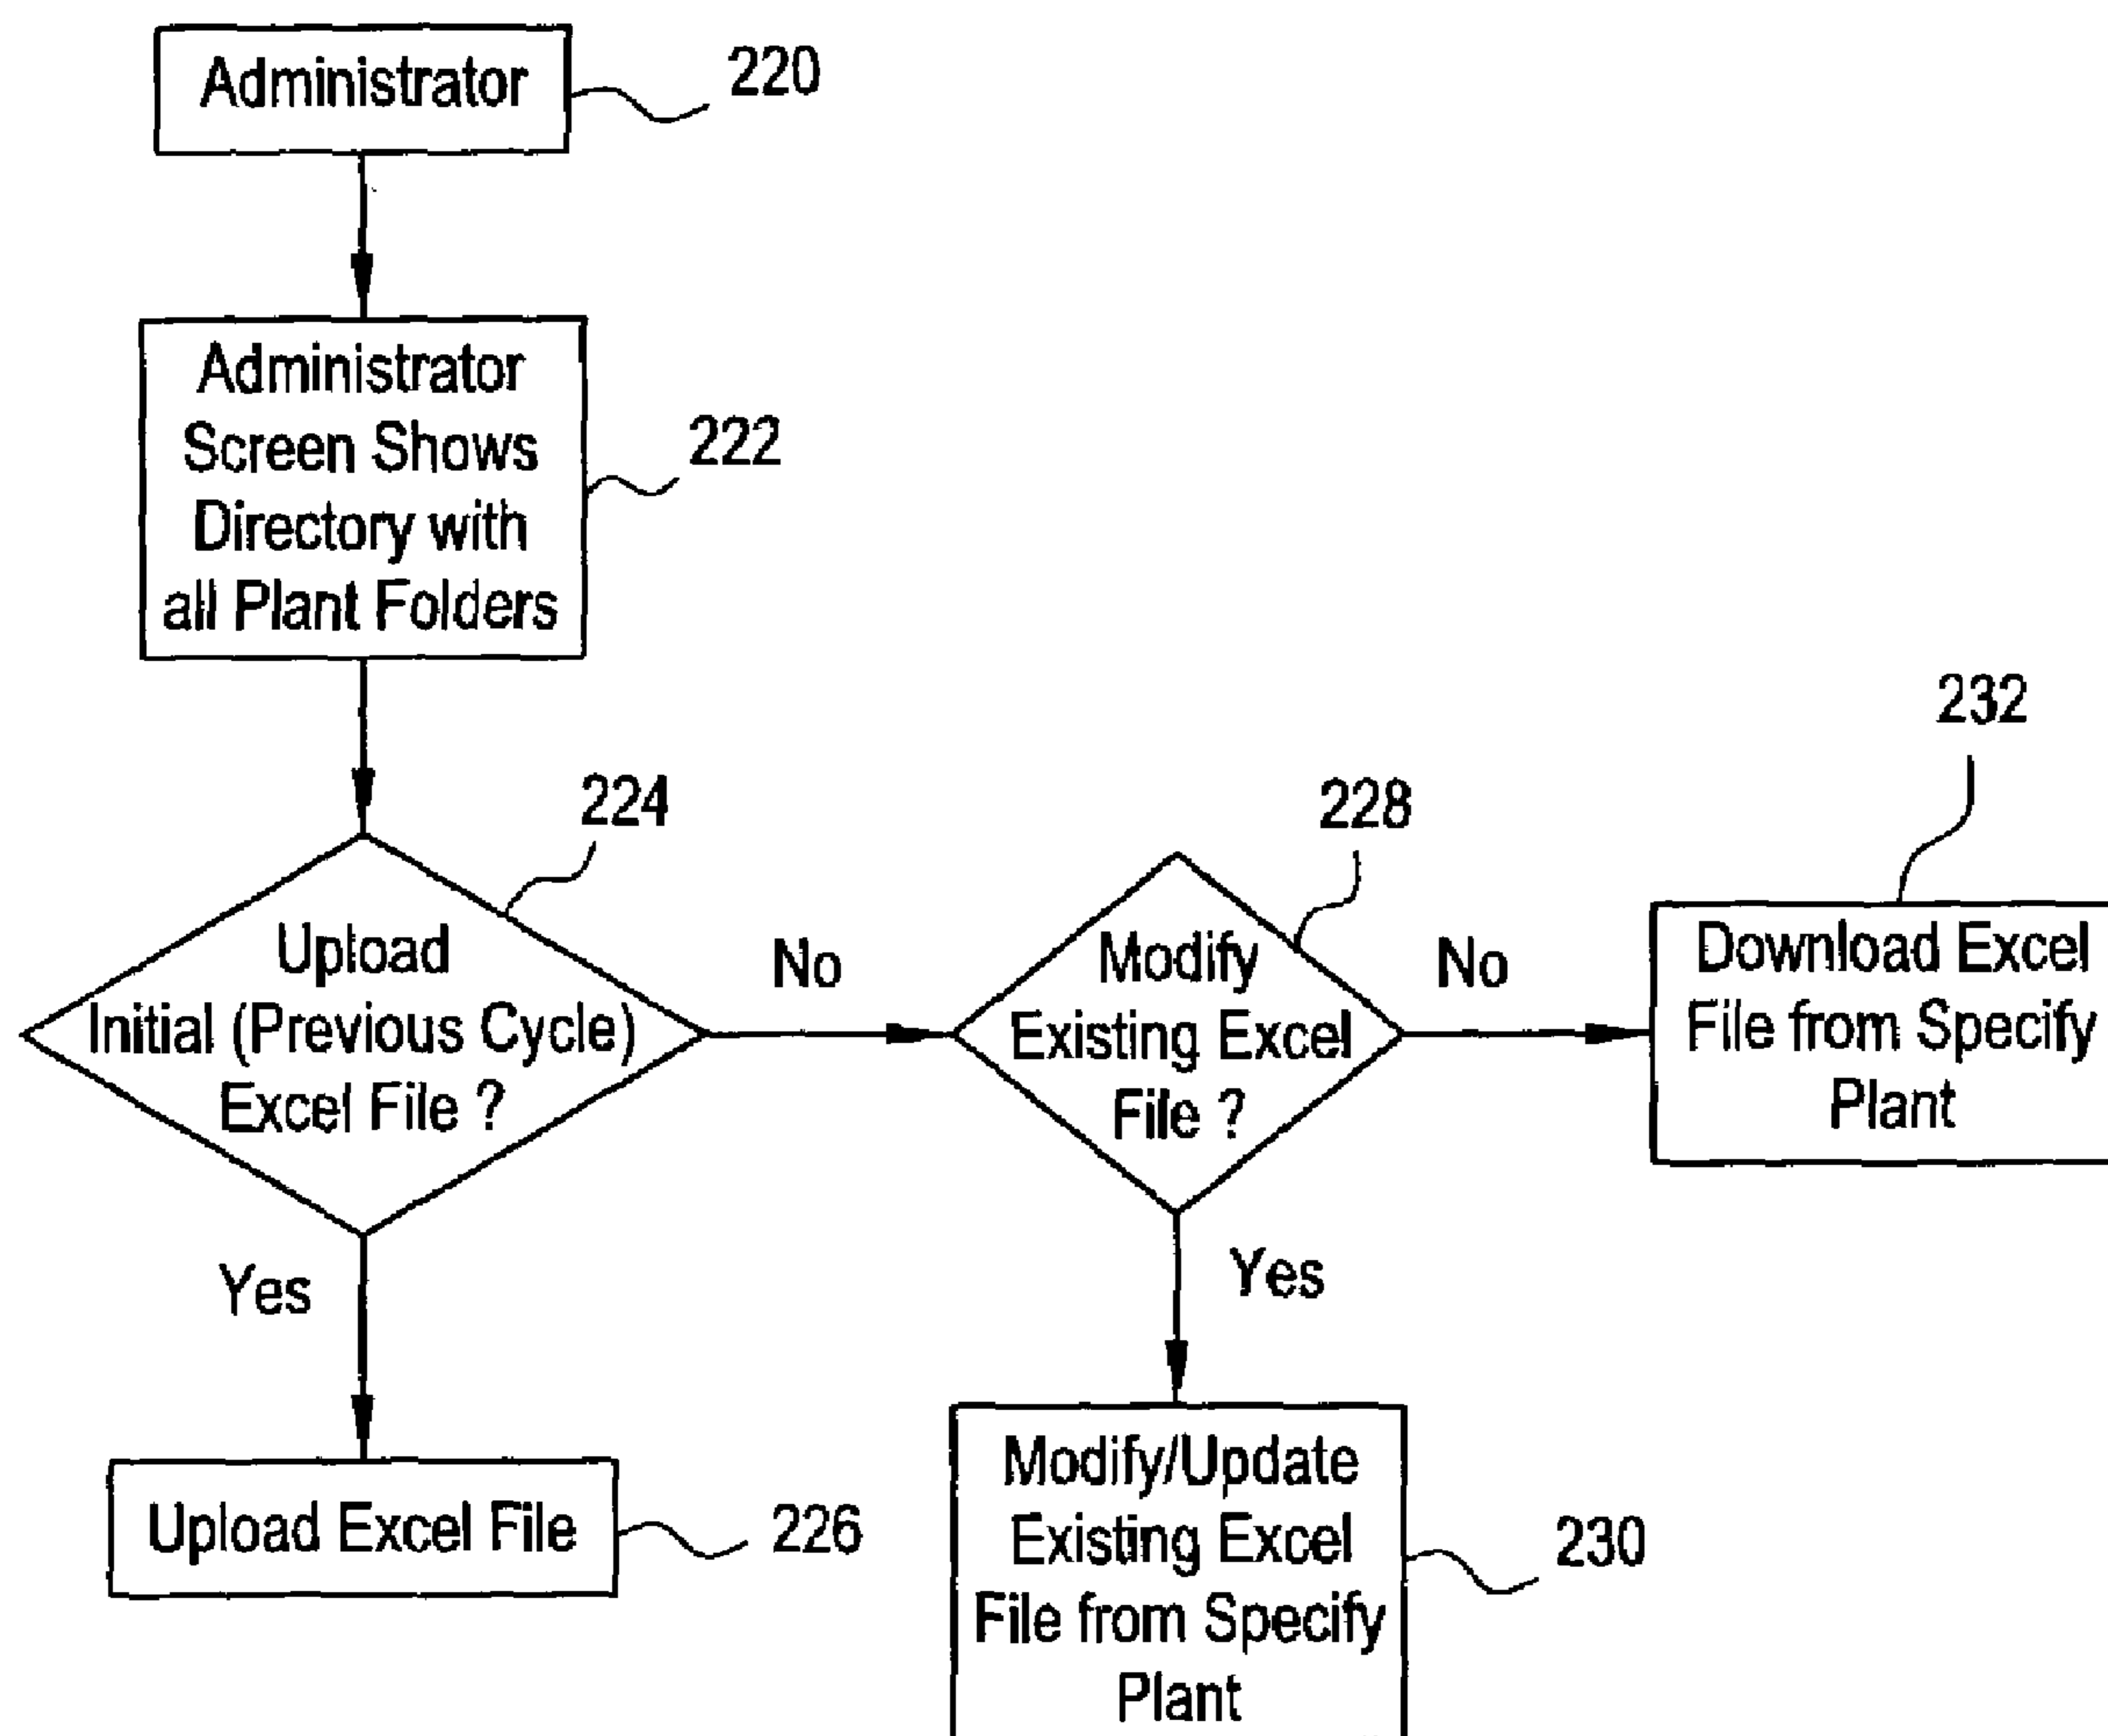 Administrator
220
Administrator
Screen Shows
Directory with
all Plant Folders
222
224
Upload
Initial (Previous Cycle)
Excel File ?
No
228
Modify
Existing Excel
File ?
No
232
Download Excel
File from Specify
Plant
Yes
Upload Excel File
226
Yes
Modify/Update
Existing Excel
File from Specify
Plant
230